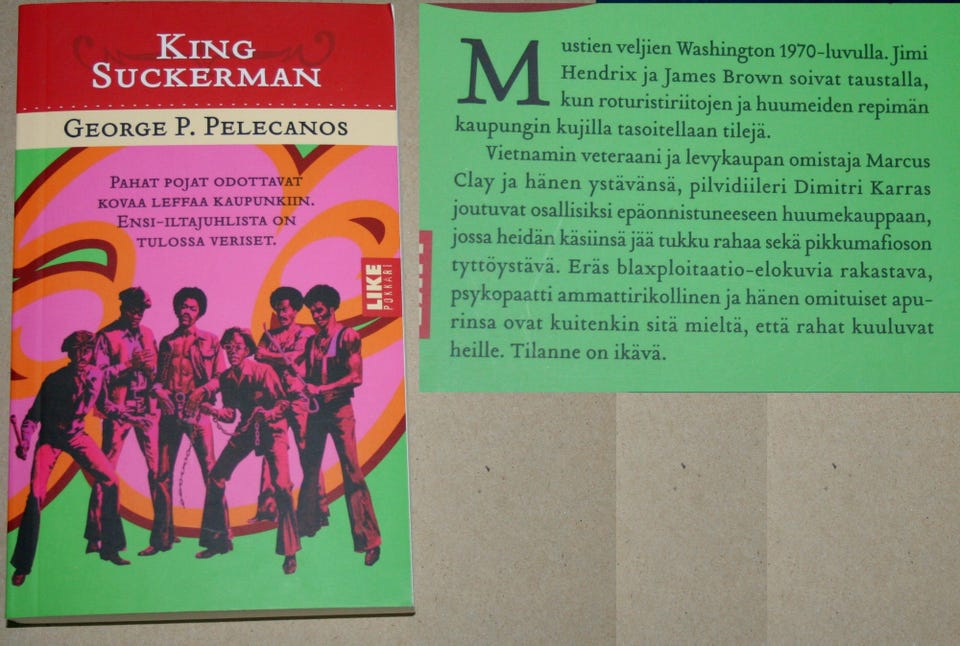 KING
SUCKERMAN
GEORGE P. PELECANOS
PAHAT POJAT ODOTTAVAT
KOVAA LEFFAA KAUPUNKIIN.
ENSI-ILTAJUHLISTA ON
TULOSSA VERISET.
LIKE
POKKARI
Mustien veljien Washington 1970-luvulla. Jimi
Hendrix ja James Brown soivat taustalla,
kun roturistiriitojen ja huumeiden repimän
kaupungin kujilla tasoitellaan tilejä.
Vietnamin veteraani ja levykaupan omistaja Marcus
Clay ja hänen ystävänsä, pilvidiileri Dimitri Karras
joutuvat osallisiksi epäonnistuneeseen huumekauppaan,
jossa heidän käsiinsä jää tukku rahaa sekä pikkumafioson
tyttöystävä. Eräs blaxploitaatio-elokuvia rakastava,
psykopaatti ammattirikollinen ja hänen omituiset apu-
rinsa ovat kuitenkin sitä mieltä, että rahat kuuluvat
heille. Tilanne on ikävä.